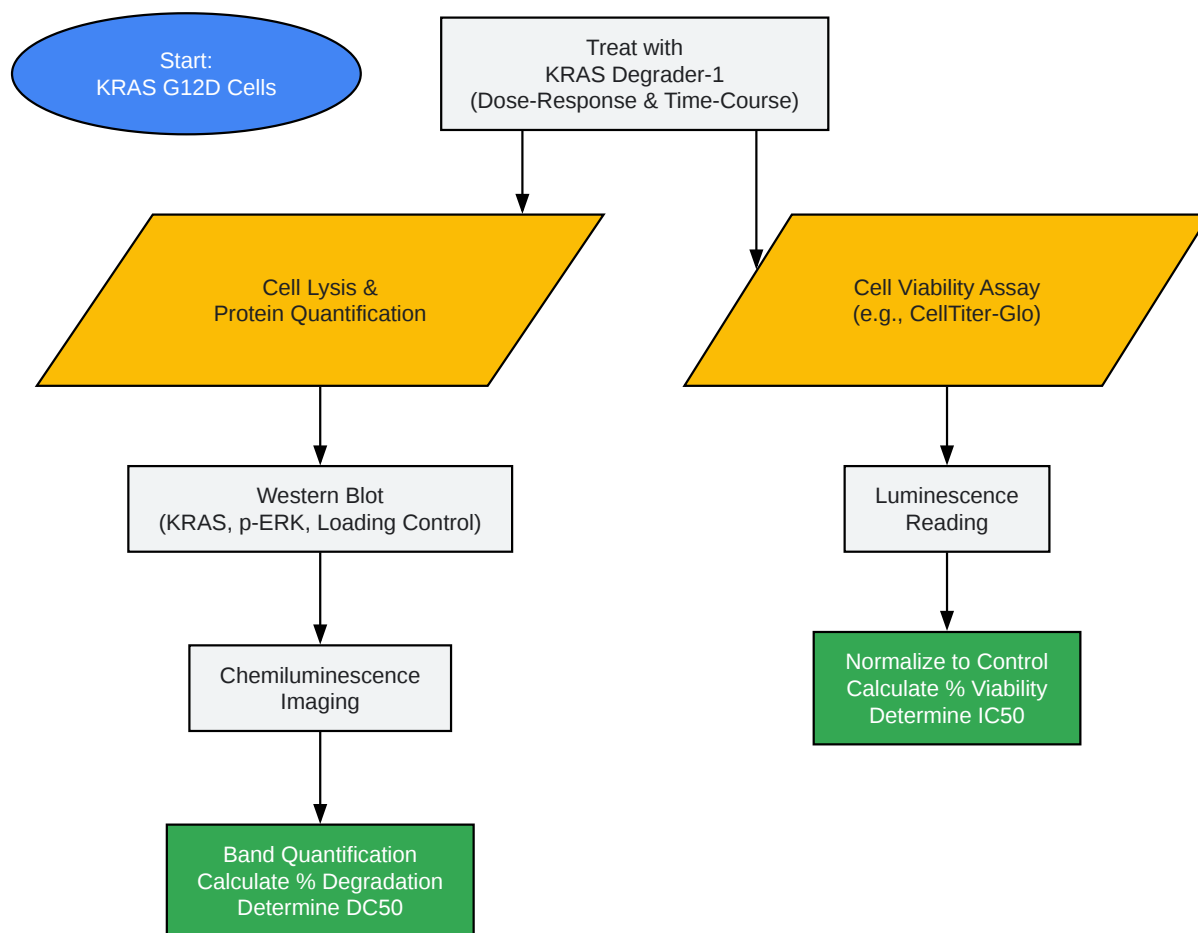 Start:
KRAS G12D Cells
Treat with
KRAS Degrader-1
(Dose-Response & Time-Course)
Cell Lysis &
Protein Quantification
Cell Viability Assay
(e.g., CellTiter-Glo)
Western Blot
(KRAS, p-ERK, Loading Control)
Luminescence
Reading
Chemiluminescence
Imaging
Normalize to Control
Calculate % Viability
Determine IC50
Band Quantification
Calculate % Degradation
Determine DC50